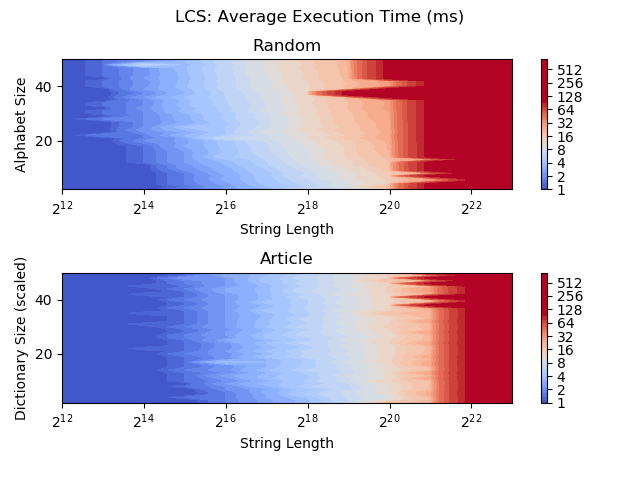 LCS: Average Execution Time (ms)
Random
Alphabet Size
40
20
2^12 2^14 2^16 2^18 2^20 2^22
String Length
512
256
128
64
32
16
8
4
2
1
Article
Dictionary Size (scaled)
40
20
2^12 2^14 2^16 2^18 2^20 2^22
String Length
512
256
128
64
32
16
8
4
2
1